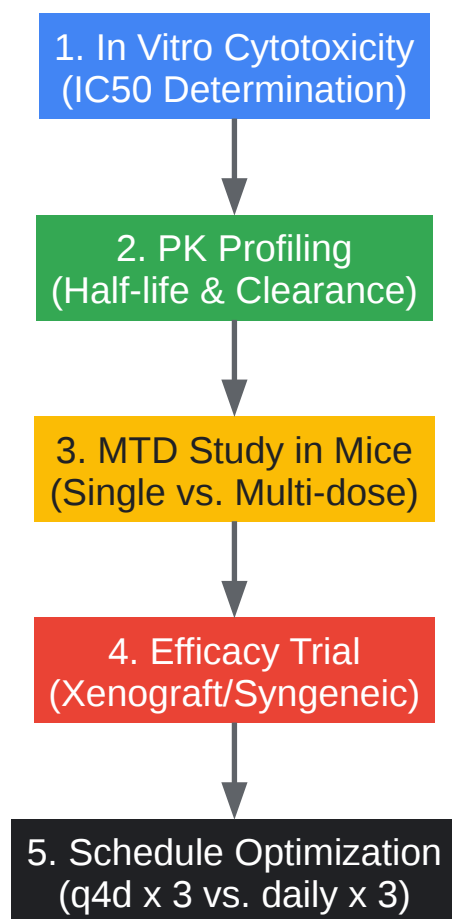 1. In Vitro Cytotoxicity
(IC50 Determination)
2. PK Profiling
(Half-life & Clearance)
3. MTD Study in Mice
(Single vs. Multi-dose)
4. Efficacy Trial
(Xenograft/Syngeneic)
5. Schedule Optimization
(q4d x 3 vs. daily x 3)